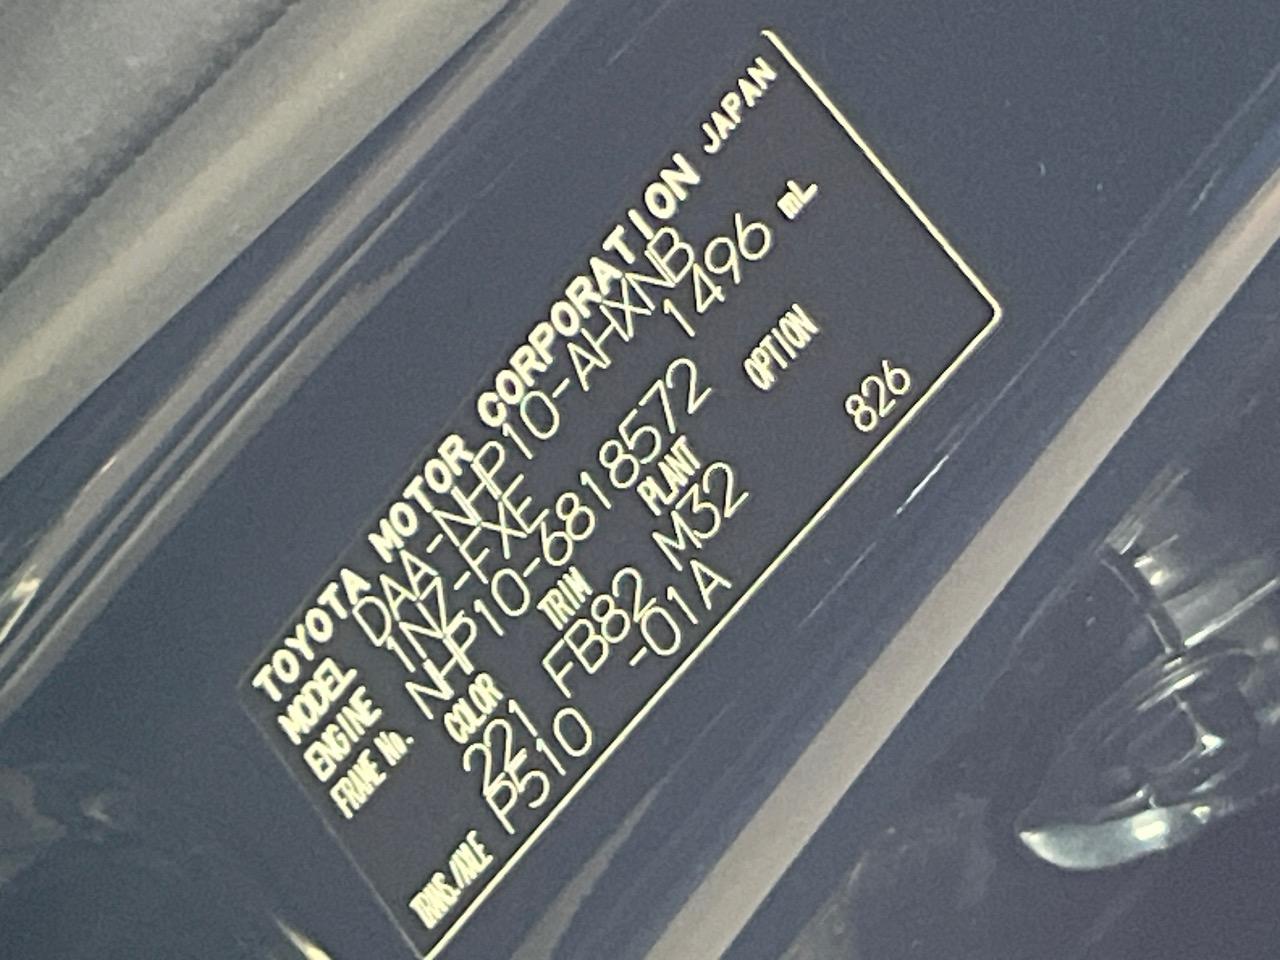 TOYOTA MOTOR CORPORATION JAPAN
MODEL DAA-NHP10-AHXNB
ENGINE 1NZ-FXE 1496 mL
FRAME No. NHP10-6818572
COLOR TRIM PLANT OPTION
221 FB82 M32 826
TRANS./AXLE P510 -01A